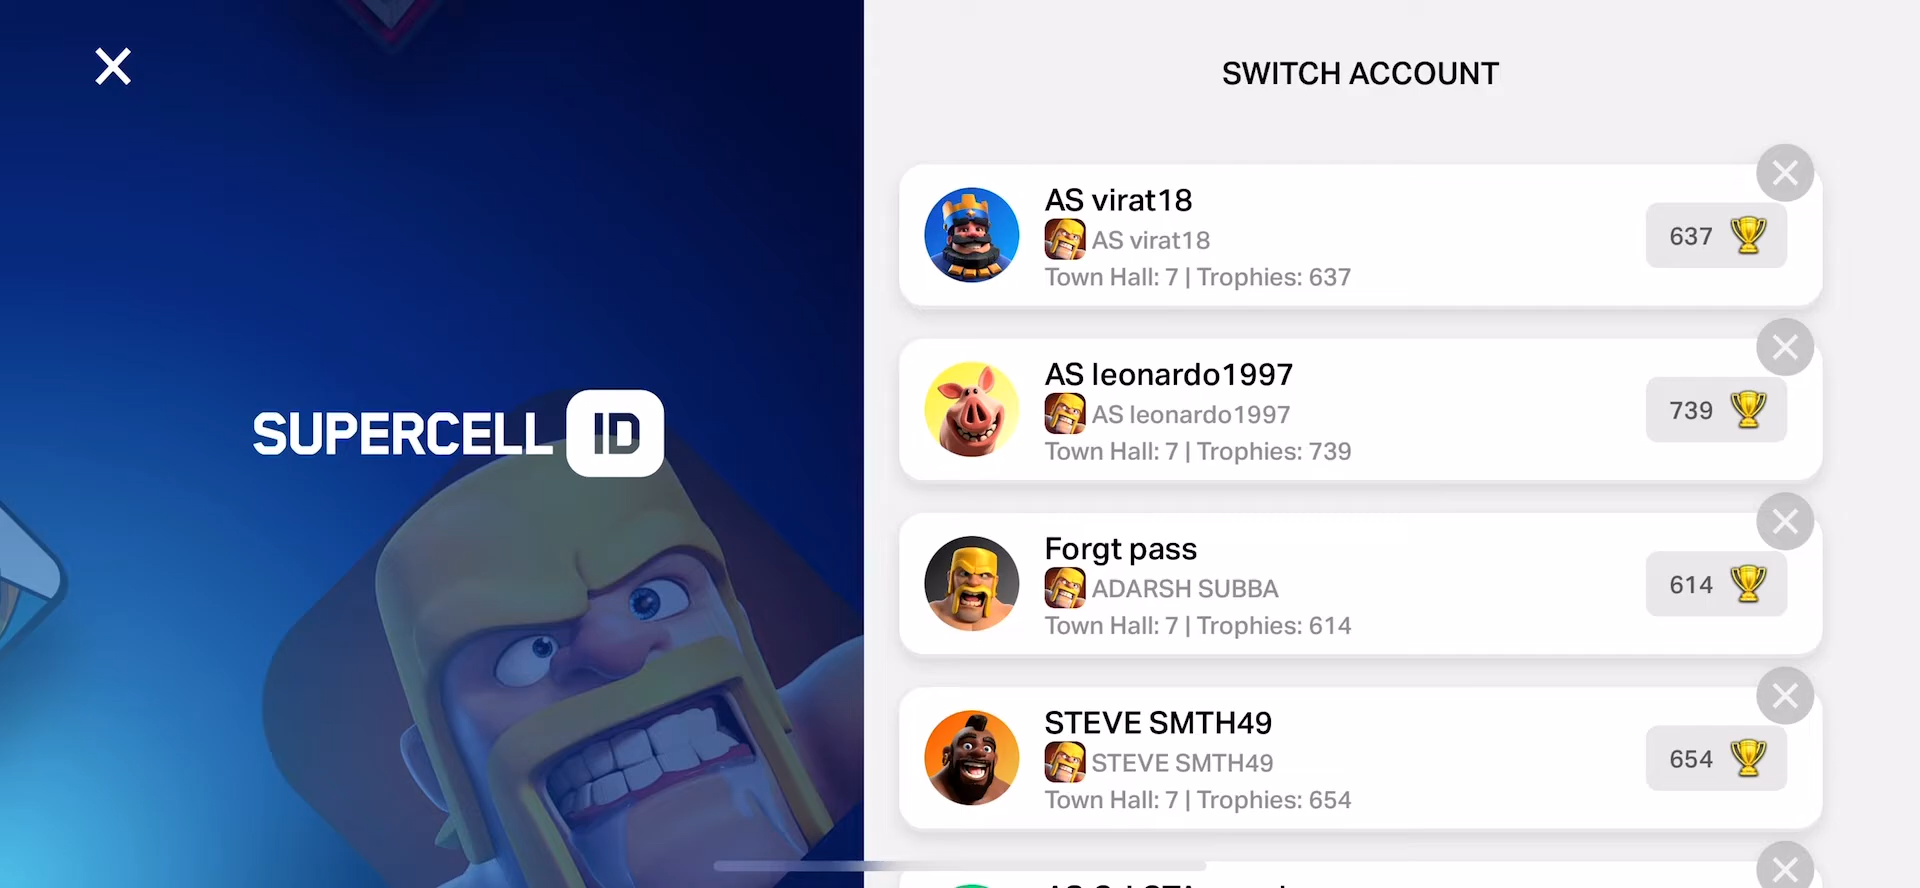 SWITCH ACCOUNT
SUPERCELL ID
AS virat18
AS virat18
Town Hall: 7 | Trophies: 637
637
AS leonardo1997
AS leonardo1997
Town Hall: 7 | Trophies: 739
739
Forgt pass
ADARSH SUBBA
Town Hall: 7 | Trophies: 614
614
STEVE SMTH49
STEVE SMTH49
Town Hall: 7 | Trophies: 654
654